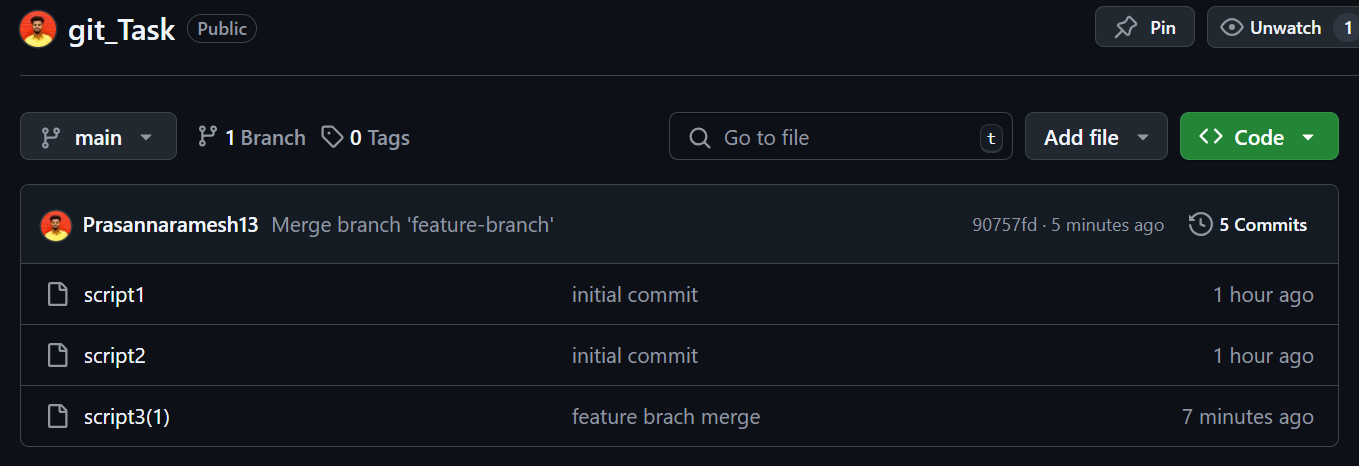 git_Task Public Pin Unwatch 1
main 1 Branch 0 Tags Go to file t Add file Code
Prasannaramesh13 Merge branch 'feature-branch' 90757fd · 5 minutes ago 5 Commits
script1 initial commit 1 hour ago
script2 initial commit 1 hour ago
script3(1) feature brach merge 7 minutes ago